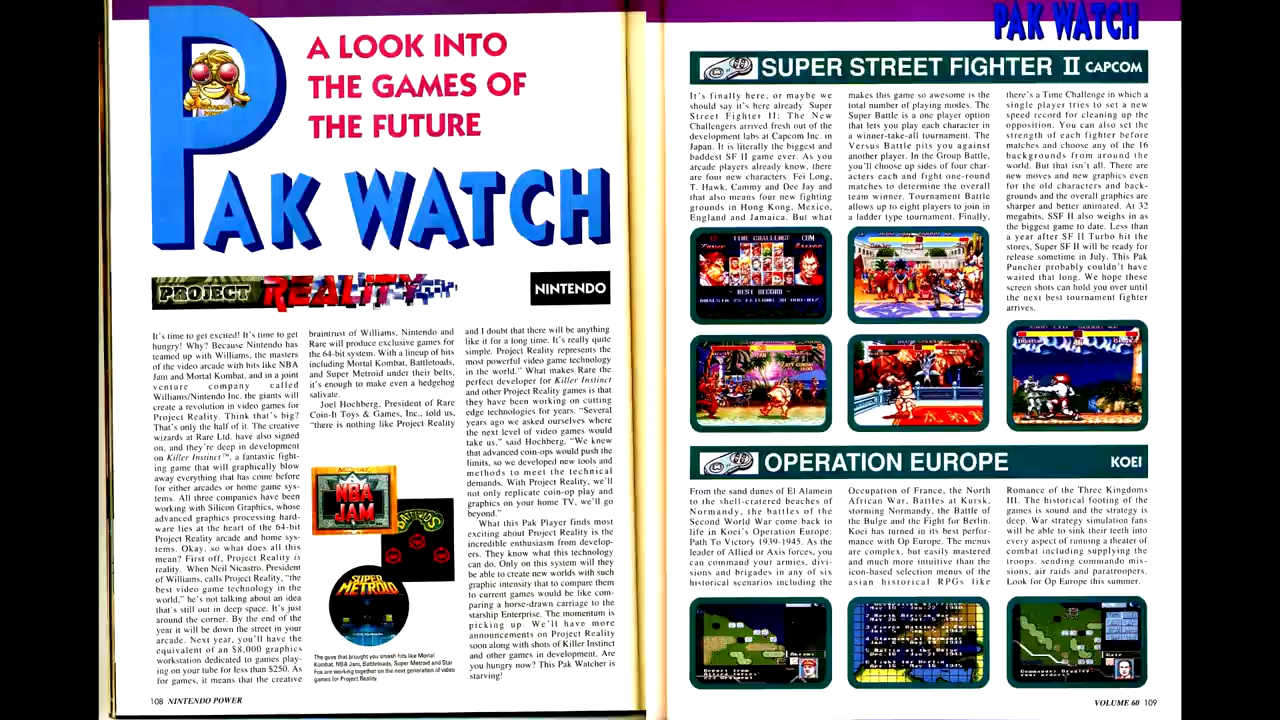 A LOOK INTO
THE GAMES OF
THE FUTURE
PAK WATCH
PROJECT REALITY
NINTENDO
It's time to get excited! It's time to get
hungry! Why? Because Nintendo has
teamed up with Williams, the masters
of the video arcade with hits like NBA
Jam and Mortal Kombat, and in a joint
venture company called
Williams/Nintendo Inc. the giants will
create a revolution in video games for
Project Reality. Think that's big?
That's only the half of it. The creative
wizards at Rare Ltd. have also signed
on, and they're deep in development
on Killer Instinct™, a fantastic fight-
ing game that will graphically blow
away everything that has come before
for either arcades or home game sys-
tems. All three companies have been
working with Silicon Graphics, whose
advanced graphics processing hard-
ware lies at the heart of the 64-bit
Project Reality arcade and home sys-
tems. Okay, so what does all this
mean? First off, Project Reality is
reality. When Neil Nicastro, President
of Williams, calls Project Reality, "the
best video game technology in the
world," he's not talking about an idea
that's still out in deep space. It's just
around the corner. By the end of the
year it will be down the street in your
arcade. Next year, you'll have the
equivalent of an $8,000 graphics
workstation dedicated to games play-
ing on your tube for less than $250. As
for games, it means that the creative
braintrust of Williams, Nintendo and
Rare will produce exclusive games for
the 64-bit system. With a lineup of hits
including Mortal Kombat, Battletoads,
and Super Metroid under their belts,
it's enough to make even a hedgehog
salivate.
Joel Hochberg, President of Rare
Coin-It Toys & Games, Inc., told us,
"there is nothing like Project Reality
NBA
JAM
SUPER
METROID
The guys that brought you smash hits like Mortal
Kombat, NBA Jam, Battletoads, Super Metroid and Star
Fox are working together on the next generation of video
games for Project Reality.
and I doubt that there will be anything
like it for a long time. It's really quite
simple. Project Reality represents the
most powerful video game technology
in the world." What makes Rare the
perfect developer for Killer Instinct
and other Project Reality games is that
they have been working on cutting
edge technologies for years. "Several
years ago we asked ourselves where
the next level of video games would
take us," said Hochberg. "We knew
that advanced coin-ops would push the
limits, so we developed new tools and
methods to meet the technical
demands. With Project Reality, we'll
not only replicate coin-op play and
graphics on your home TV, we'll go
beyond."
What this Pak Player finds most
exciting about Project Reality is the
incredible enthusiasm from develop-
ers. They know what this technology
can do. Only on this system will they
be able to create new worlds with such
graphic intensity that to compare them
to current games would be like com-
paring a horse-drawn carriage to the
starship Enterprise. The momentum is
picking up. We'll have more
announcements on Project Reality
soon along with shots of Killer Instinct
and other games in development. Are
you hungry now? This Pak Watcher is
starving!
108 NINTENDO POWER
PAK WATCH
SUPER STREET FIGHTER II CAPCOM
It's finally here, or maybe we
should say it's here already Super
Street Fighter II: The New
Challengers arrived fresh out of the
development labs at Capcom Inc. in
Japan. It is literally the biggest and
baddest SF II game ever. As you
arcade players already know, there
are four new characters. Fei Long,
T. Hawk, Cammy and Dee Jay and
that also means four new fighting
grounds in Hong Kong, Mexico,
England and Jamaica. But what
makes this game so awesome is the
total number of playing modes. The
Super Battle is a one player option
that lets you play each character in
a winner-take-all tournament. The
Versus Battle pits you against
another player. In the Group Battle,
you'll choose up sides of four char-
acters each and fight one-round
matches to determine the overall
team winner. Tournament Battle
allows up to eight players to join in
a ladder type tournament. Finally,
there's a Time Challenge in which a
single player tries to set a new
speed record for cleaning up the
opposition. You can also set the
strength of each fighter before
matches and choose any of the 16
backgrounds from around the
world. But that isn't all. There are
new moves and new graphics even
for the old characters and back-
grounds and the overall graphics are
sharper and better animated. At 32
megabits, SSF II also weighs in as
the biggest game to date. Less than
a year after SF II Turbo hit the
stores, Super SF II will be ready for
release sometime in July. This Pak
Puncher probably couldn't have
waited that long. We hope these
screen shots can hold you over until
the next best tournament fighter
arrives.
TIME CHALLENGE COM
BEST RECORD
OPERATION EUROPE KOEI
From the sand dunes of El Alamein
to the shell-cratered beaches of
Normandy, the battles of the
Second World War come back to
life in Koei's Operation Europe:
Path To Victory 1939-1945. As the
leader of Allied or Axis forces, you
can command your armies, divi-
sions and brigades in any of six
historical scenarios including the
Occupation of France, the North
African War, Battles at Kursk,
storming Normandy, the Battle of
the Bulge and the Fight for Berlin.
Koei has turned in its best perfor-
mance with Op Europe. The menus
are complex, but easily mastered
and much more intuitive than the
icon-based selection menus of the
asian historical RPGs like
Romance of the Three Kingdoms
III. The historical footing of the
games is sound and the strategy is
deep. War strategy simulation fans
will be able to sink their teeth into
every aspect of running a theater of
combat including supplying the
troops, sending commando mis-
sions, air raids and paratroopers.
Look for Op Europe this summer.
VOLUME 60 109